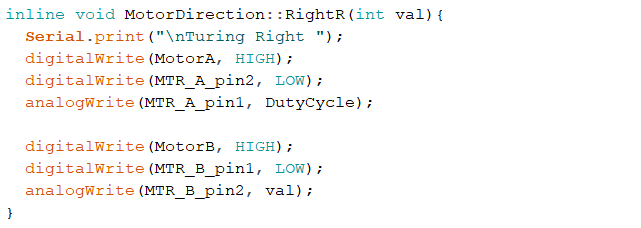 inline void MotorDirection::RightR(int val){
  Serial.print("\nTuring Right ");
  digitalWrite(MotorA, HIGH);
  digitalWrite(MTR_A_pin2, LOW);
  analogWrite(MTR_A_pin1, DutyCycle);

  digitalWrite(MotorB, HIGH);
  digitalWrite(MTR_B_pin1, LOW);
  analogWrite(MTR_B_pin2, val);
}